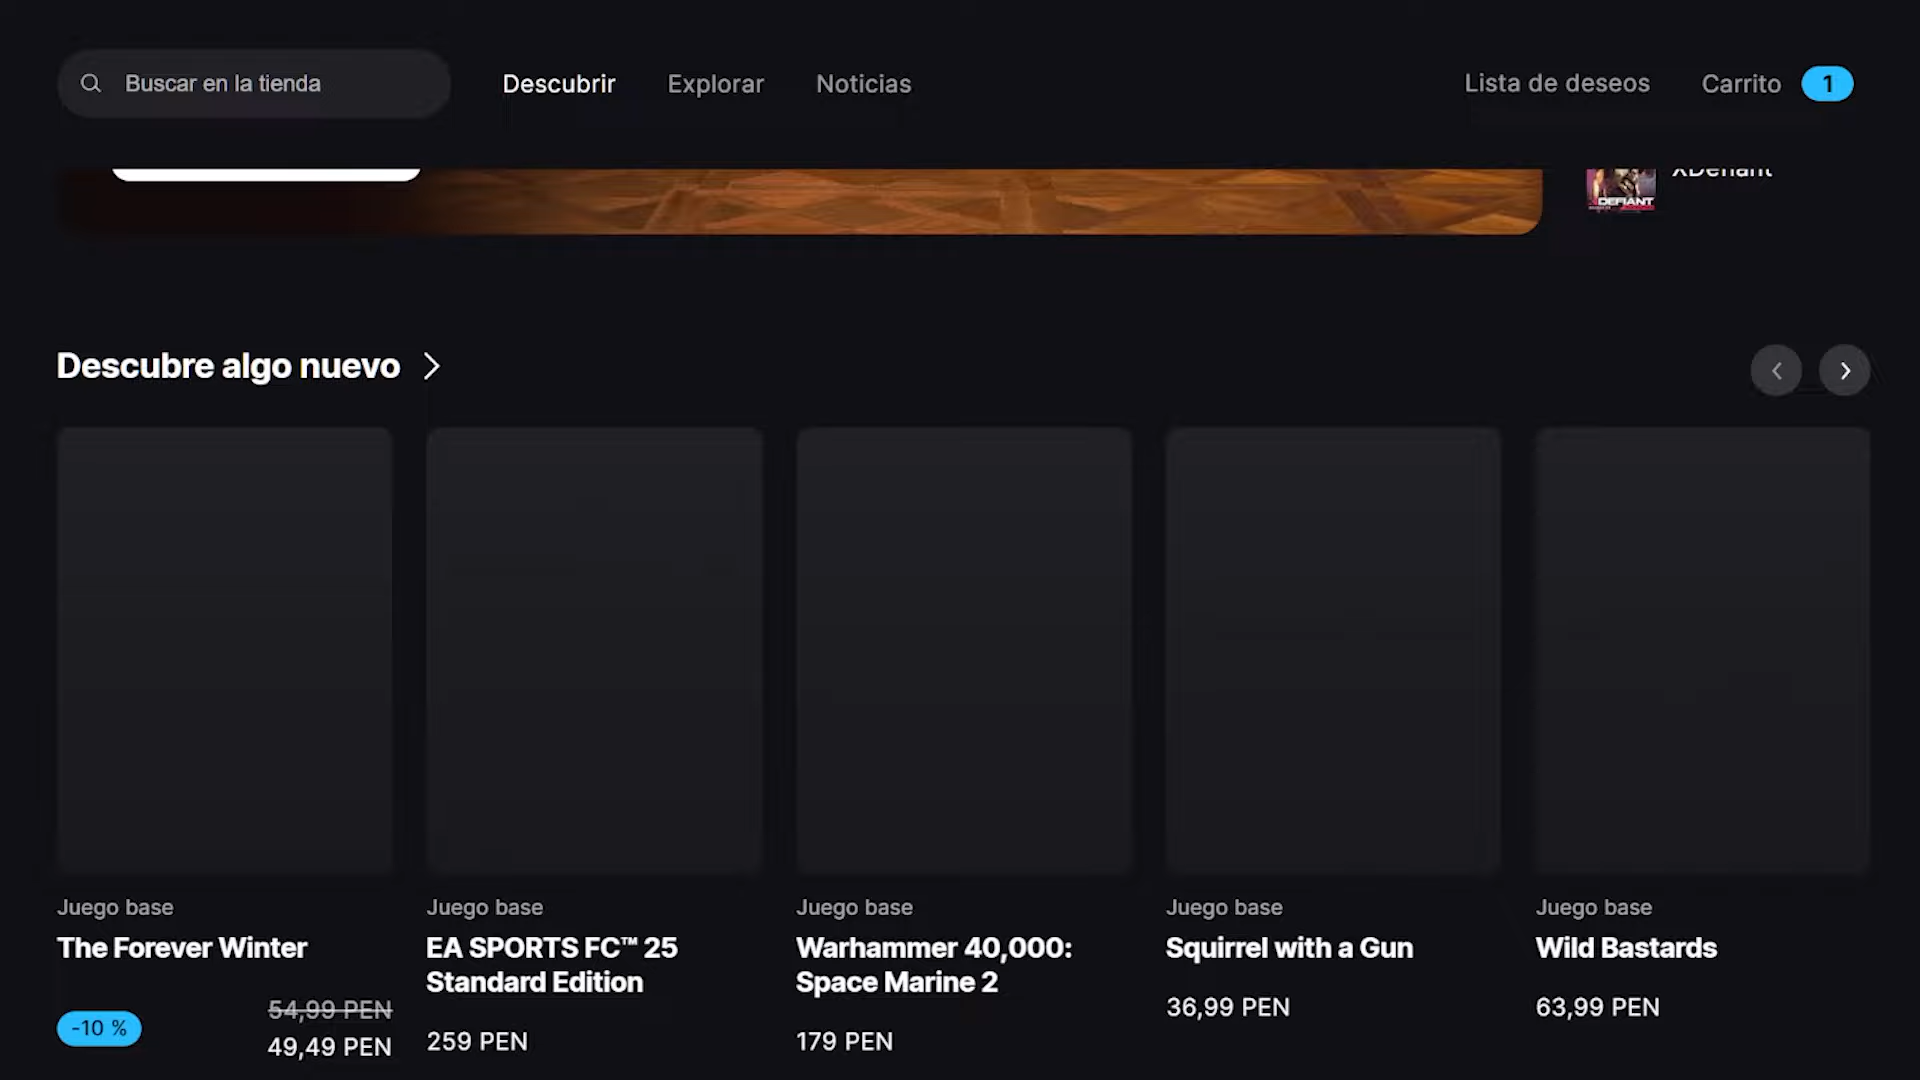 Buscar en la tienda
Descubrir
Explorar
Noticias
Lista de deseos
Carrito
1
XDefiant
XDEFIANT
Descubre algo nuevo
Juego base
The Forever Winter
-10 %
54,99 PEN
49,49 PEN
Juego base
EA SPORTS FC™ 25
Standard Edition
259 PEN
Juego base
Warhammer 40,000:
Space Marine 2
179 PEN
Juego base
Squirrel with a Gun
36,99 PEN
Juego base
Wild Bastards
63,99 PEN